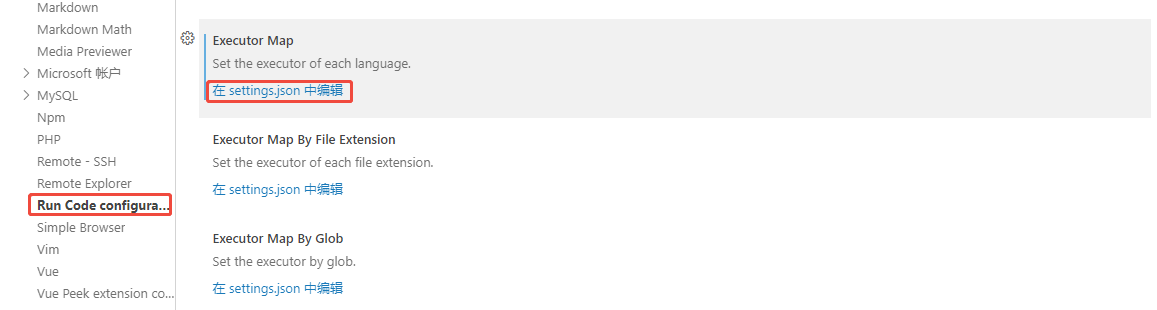 Markdown
Markdown Math
Media Previewer
Microsoft 帐户
MySQL
Npm
PHP
Remote - SSH
Remote Explorer
Run Code configura...
Simple Browser
Vim
Vue
Vue Peek extension co...
Executor Map
Set the executor of each language.
在 settings.json 中编辑
Executor Map By File Extension
Set the executor of each file extension.
在 settings.json 中编辑
Executor Map By Glob
Set the executor by glob.
在 settings.json 中编辑